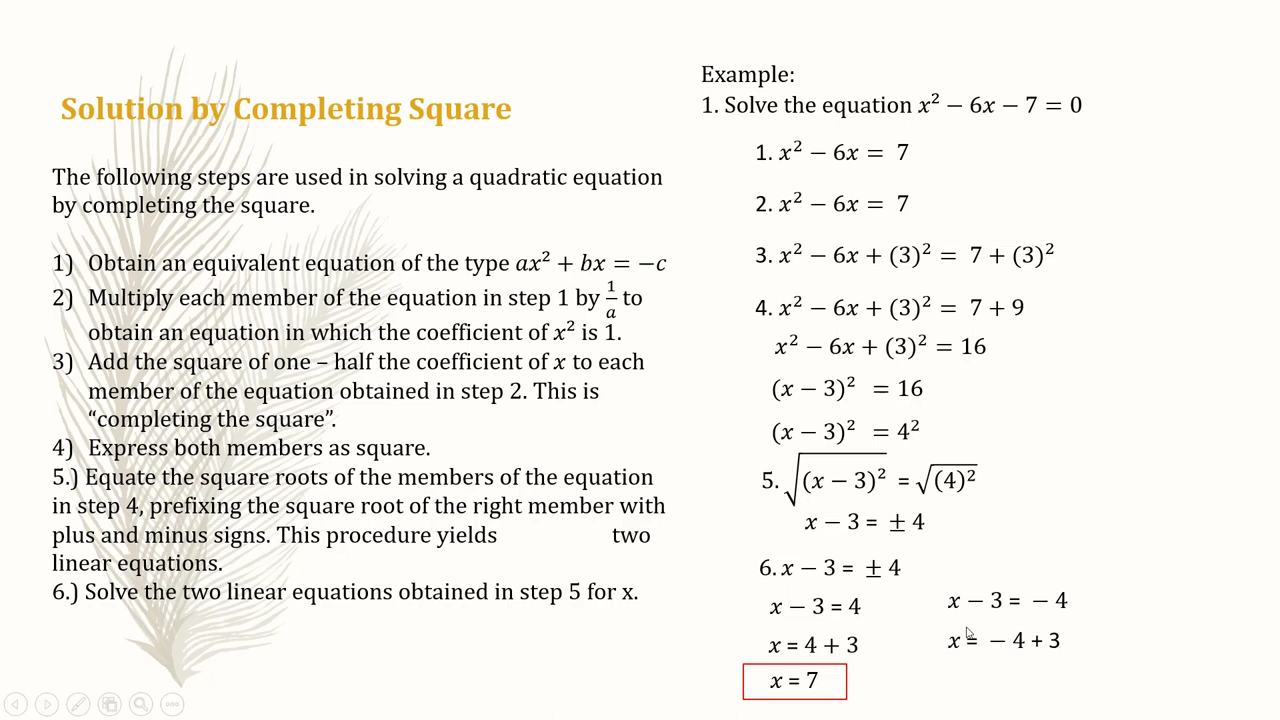 Solution by Completing Square
The following steps are used in solving a quadratic equation
by completing the square.
1) Obtain an equivalent equation of the type ax² + bx = −c
2) Multiply each member of the equation in step 1 by 1/a to
obtain an equation in which the coefficient of x² is 1.
3) Add the square of one – half the coefficient of x to each
member of the equation obtained in step 2. This is
“completing the square”.
4) Express both members as square.
5.) Equate the square roots of the members of the equation
in step 4, prefixing the square root of the right member with
plus and minus signs. This procedure yields two
linear equations.
6.) Solve the two linear equations obtained in step 5 for x.
Example:
1. Solve the equation x² − 6x − 7 = 0
1. x² − 6x = 7
2. x² − 6x = 7
3. x² − 6x + (3)² = 7 + (3)²
4. x² − 6x + (3)² = 7 + 9
x² − 6x + (3)² = 16
(x − 3)² = 16
(x − 3)² = 4²
5. √(x − 3)² = √(4)²
x − 3 = ± 4
6. x − 3 = ± 4
x − 3 = 4
x = 4 + 3
x = 7
x − 3 = − 4
x = − 4 + 3